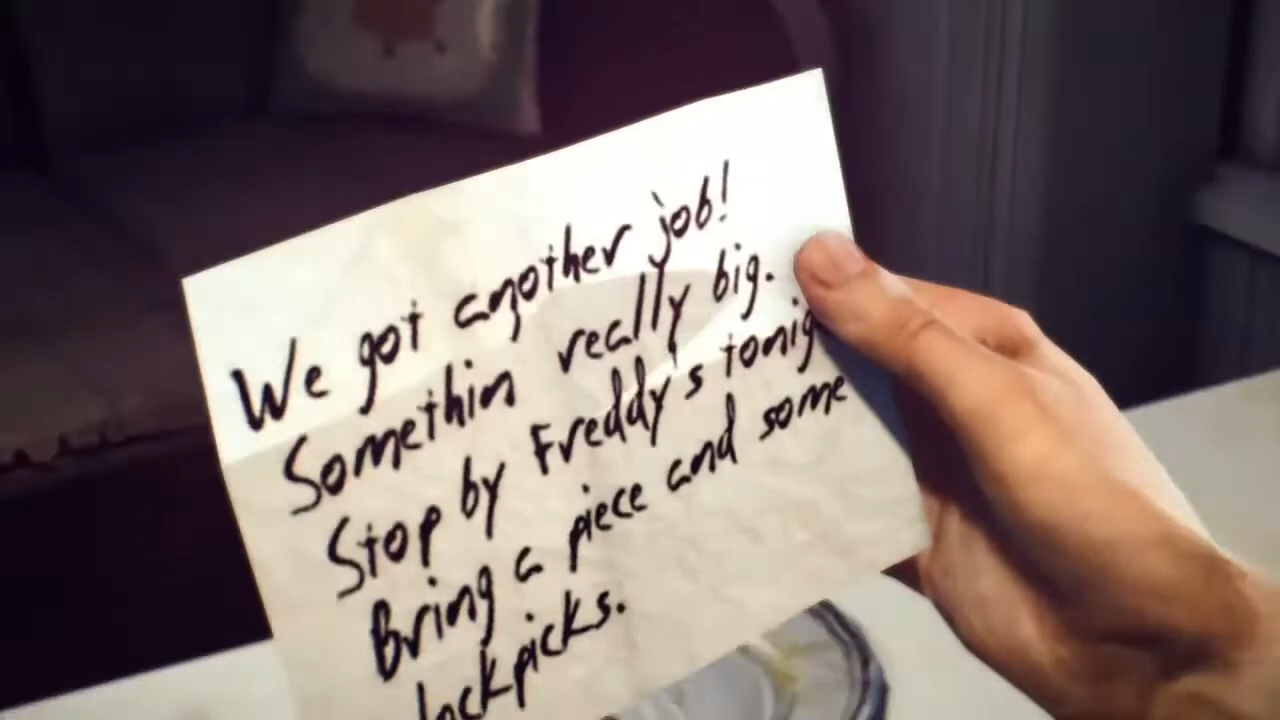 We got another job!
Somethin really big.
Stop by Freddy's tonig
Bring a piece and some
lockpicks.